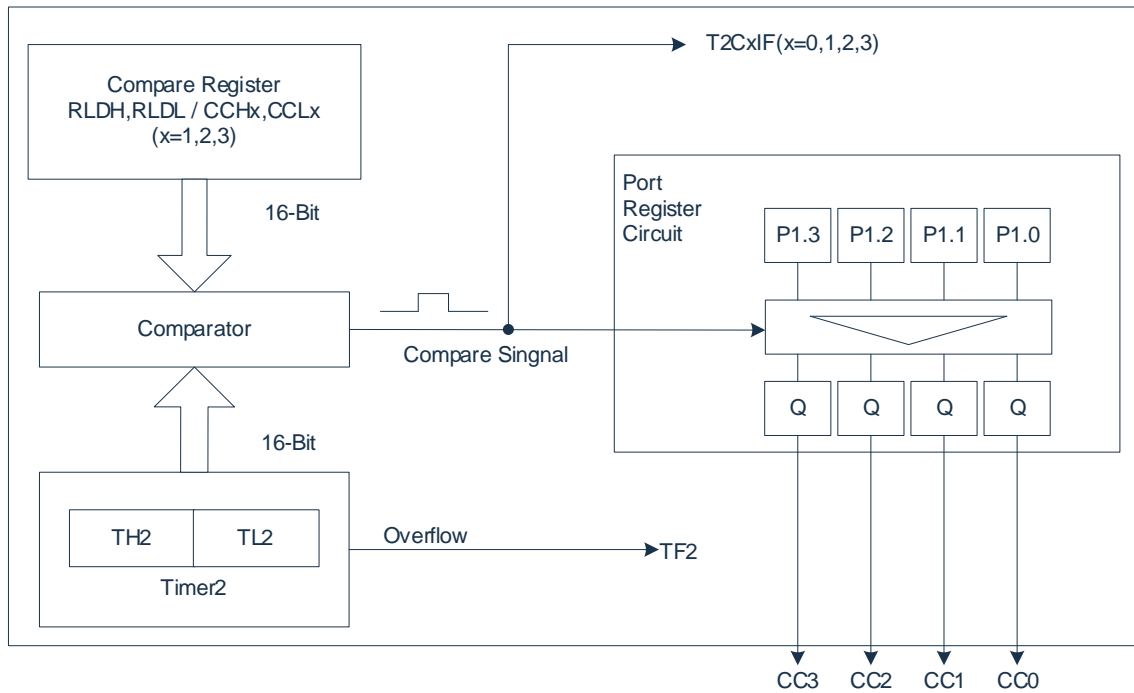 T2CxIF(x=0,1,2,3)
Compare Register
RLDH,RLDL / CCHx,CCLx
(x=1,2,3)
16-Bit
Port
Register
Circuit
P1.3 P1.2 P1.1 P1.0
Comparator
Compare Singnal
Q Q Q Q
16-Bit
TH2 TL2
Timer2
Overflow
TF2
CC3 CC2 CC1 CC0